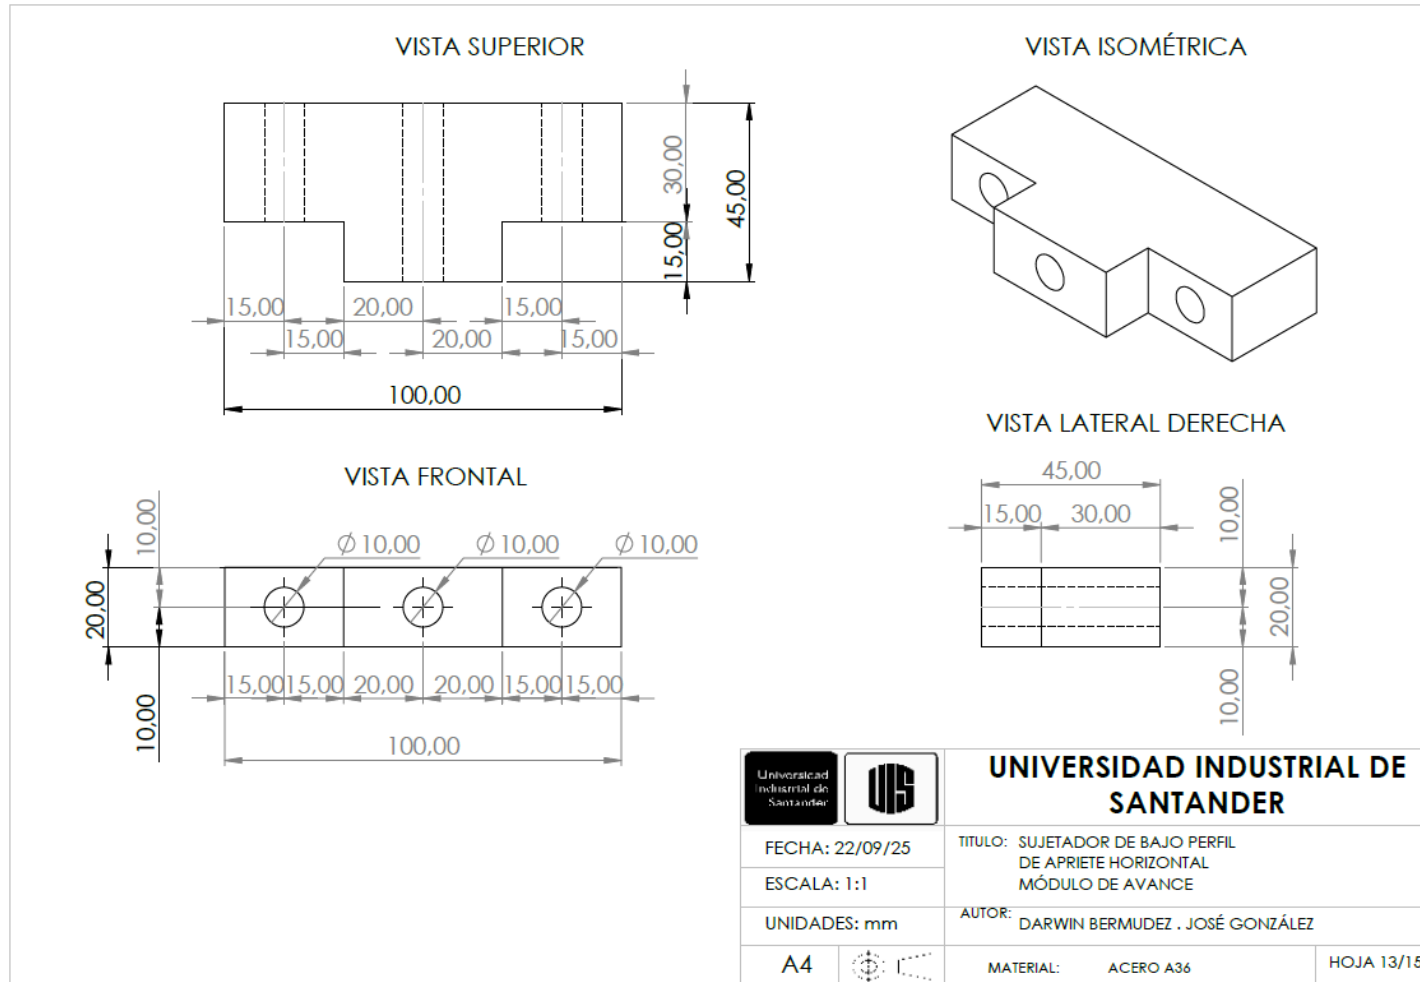 VISTA SUPERIOR
VISTA ISOMÉTRICA
30,00
45,00
15,00
15,00 20,00 15,00
15,00 20,00 15,00
100,00
VISTA LATERAL DERECHA
VISTA FRONTAL
45,00
15,00 30,00
10,00
10,00
∅ 10,00 ∅ 10,00 ∅ 10,00
20,00
20,00
15,00 15,00 20,00 20,00 15,00 15,00
10,00
10,00
100,00
Universidad
Industrial de
Santander
UIS
UNIVERSIDAD INDUSTRIAL DE
SANTANDER
FECHA: 22/09/25
TITULO: SUJETADOR DE BAJO PERFIL
DE APRIETE HORIZONTAL
MÓDULO DE AVANCE
ESCALA: 1:1
UNIDADES: mm
AUTOR: DARWIN BERMUDEZ . JOSÉ GONZÁLEZ
A4
MATERIAL: ACERO A36
HOJA 13/15